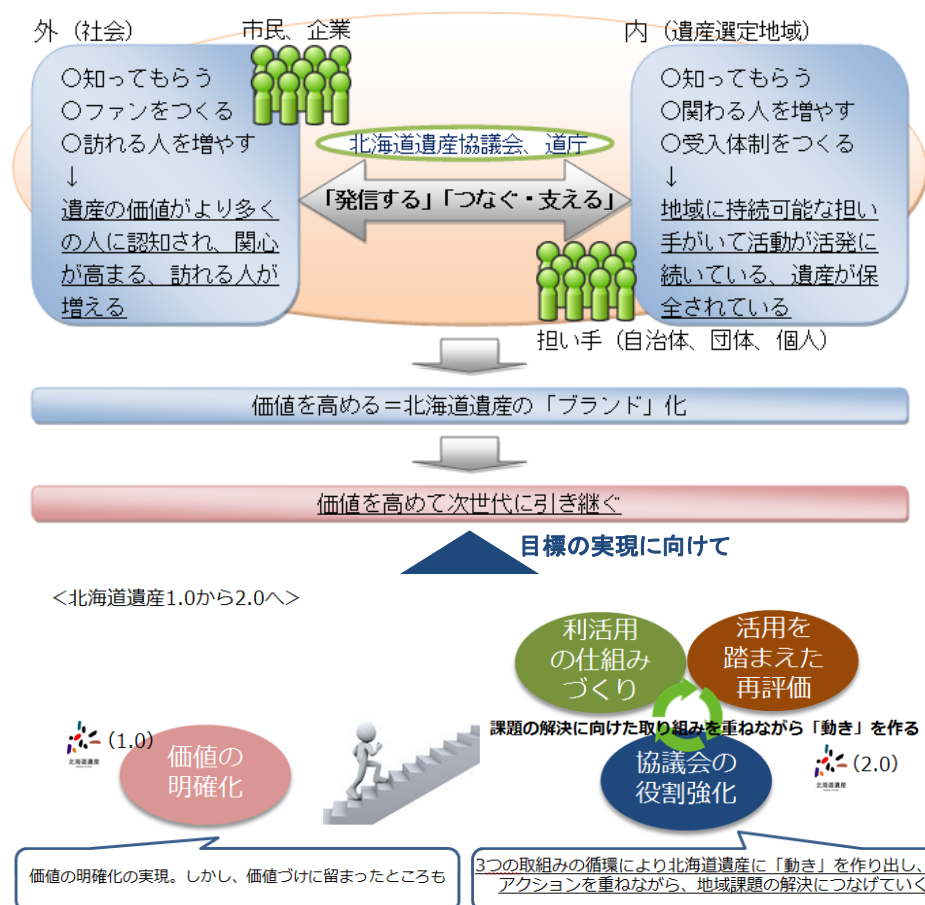 外（社会）
市民、企業
内（遺産選定地域）
○知ってもらう
○ファンをつくる
○訪れる人を増やす
↓
遺産の価値がより多く
の人に認知され、関心
が高まる、訪れる人が
増える
北海道遺産協議会、道庁
「発信する」「つなぐ・支える」
○知ってもらう
○関わる人を増やす
○受入体制をつくる
↓
地域に持続可能な担い
手がいて活動が活発に
続いている、遺産が保
全されている
担い手（自治体、団体、個人）
価値を高める＝北海道遺産の「ブランド」化
価値を高めて次世代に引き継ぐ
目標の実現に向けて
＜北海道遺産1.0から2.0へ＞
利活用
の仕組み
づくり
活用を
踏まえた
再評価
課題の解決に向けた取り組みを重ねながら「動き」を作る
協議会の
役割強化
北海道遺産
（2.0）
北海道遺産
（1.0）
価値の
明確化
価値の明確化の実現。しかし、価値づけに留まったところも
3つの取組みの循環により北海道遺産に「動き」を作り出し、
アクションを重ねながら、地域課題の解決につなげていく